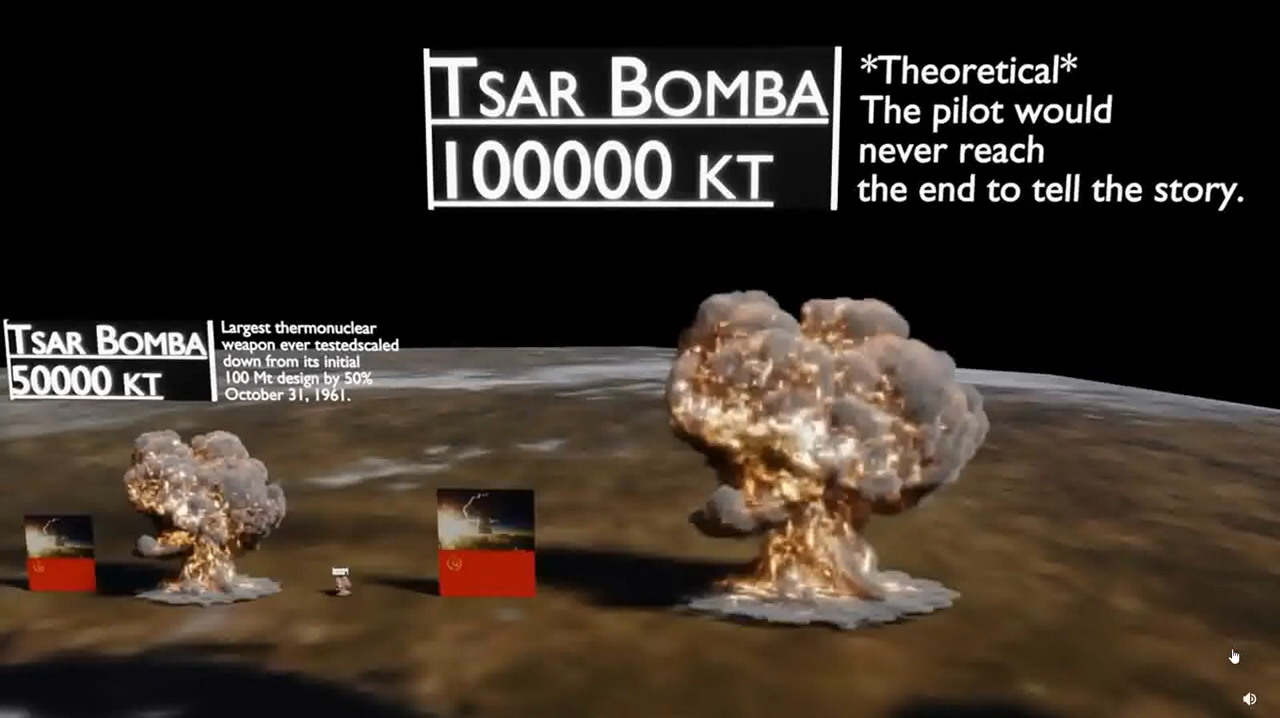 TSAR BOMBA
100000 KT
*Theoretical*
The pilot would
never reach
the end to tell the story.
TSAR BOMBA
50000 KT
Largest thermonuclear
weapon ever testedscaled
down from its initial
100 Mt design by 50%
October 31, 1961.